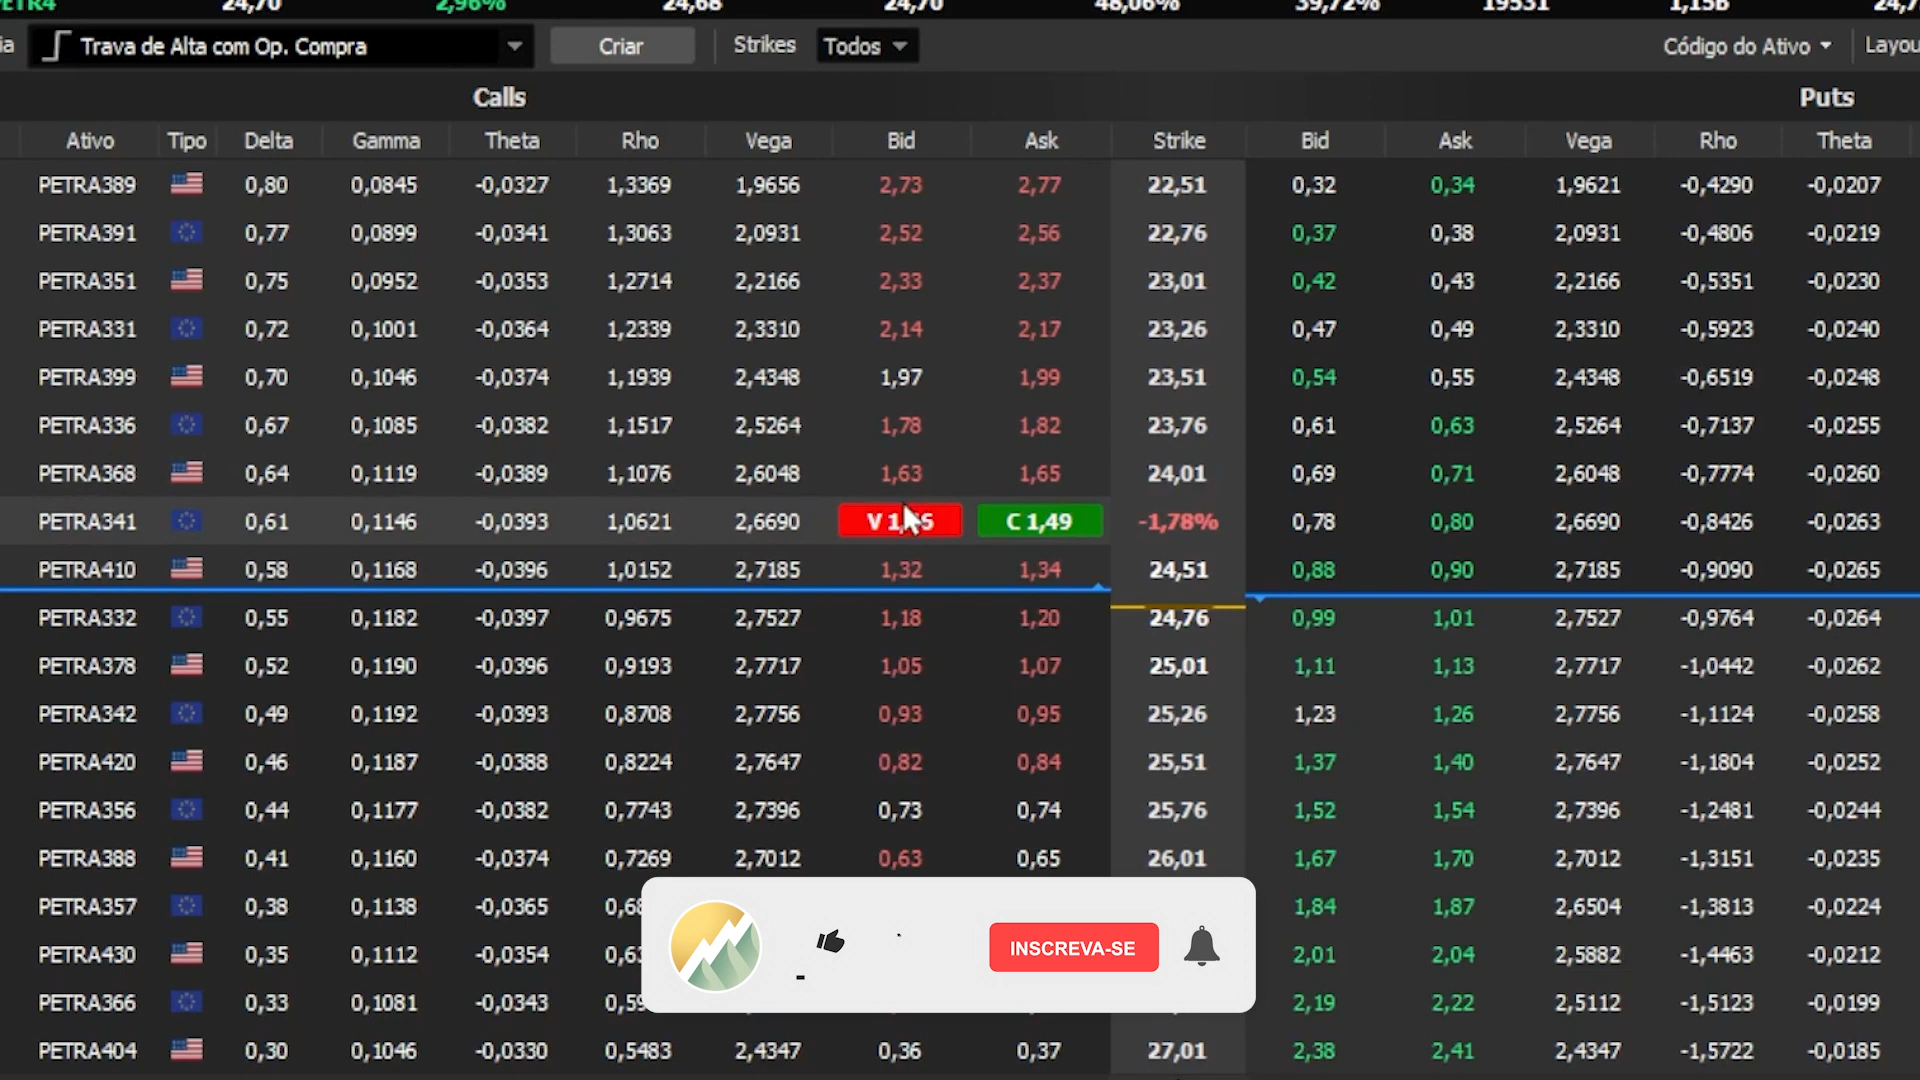 24,70 2,96% 24,68 24,70 48,06% 39,72% 19531 1,15B
Trava de Alta com Op. Compra Criar Strikes Todos Código do Ativo
Calls Puts
Ativo Tipo Delta Gamma Theta Rho Vega Bid Ask Strike Bid Ask Vega Rho Theta
PETRA389 0,80 0,0845 -0,0327 1,3369 1,9656 2,73 2,77 22,51 0,32 0,34 1,9621 -0,4290 -0,0207
PETRA391 0,77 0,0899 -0,0341 1,3063 2,0931 2,52 2,56 22,76 0,37 0,38 2,0931 -0,4806 -0,0219
PETRA351 0,75 0,0952 -0,0353 1,2714 2,2166 2,33 2,37 23,01 0,42 0,43 2,2166 -0,5351 -0,0230
PETRA331 0,72 0,1001 -0,0364 1,2339 2,3310 2,14 2,17 23,26 0,47 0,49 2,3310 -0,5923 -0,0240
PETRA399 0,70 0,1046 -0,0374 1,1939 2,4348 1,97 1,99 23,51 0,54 0,55 2,4348 -0,6519 -0,0248
PETRA336 0,67 0,1085 -0,0382 1,1517 2,5264 1,78 1,82 23,76 0,61 0,63 2,5264 -0,7137 -0,0255
PETRA368 0,64 0,1119 -0,0389 1,1076 2,6048 1,63 1,65 24,01 0,69 0,71 2,6048 -0,7774 -0,0260
PETRA341 0,61 0,1146 -0,0393 1,0621 2,6690 V C 1,49 -1,78% 0,78 0,80 2,6690 -0,8426 -0,0263
PETRA410 0,58 0,1168 -0,0396 1,0152 2,7185 1,32 1,34 24,51 0,88 0,90 2,7185 -0,9090 -0,0265
PETRA332 0,55 0,1182 -0,0397 0,9675 2,7527 1,18 1,20 24,76 0,99 1,01 2,7527 -0,9764 -0,0264
PETRA378 0,52 0,1190 -0,0396 0,9193 2,7717 1,05 1,07 25,01 1,11 1,13 2,7717 -1,0442 -0,0262
PETRA342 0,49 0,1192 -0,0393 0,8708 2,7756 0,93 0,95 25,26 1,23 1,26 2,7756 -1,1124 -0,0258
PETRA420 0,46 0,1187 -0,0388 0,8224 2,7647 0,82 0,84 25,51 1,37 1,40 2,7647 -1,1804 -0,0252
PETRA356 0,44 0,1177 -0,0382 0,7743 2,7396 0,73 0,74 25,76 1,52 1,54 2,7396 -1,2481 -0,0244
PETRA388 0,41 0,1160 -0,0374 0,7269 2,7012 0,63 0,65 26,01 1,67 1,70 2,7012 -1,3151 -0,0235
PETRA357 0,38 0,1138 -0,0365 1,84 1,87 2,6504 -1,3813 -0,0224
PETRA430 0,35 0,1112 -0,0354 2,01 2,04 2,5882 -1,4463 -0,0212
PETRA366 0,33 0,1081 -0,0343 2,19 2,22 2,5112 -1,5123 -0,0199
PETRA404 0,30 0,1046 -0,0330 0,5483 2,4347 0,36 0,37 27,01 2,38 2,41 2,4347 -1,5722 -0,0185
INSCREVA-SE